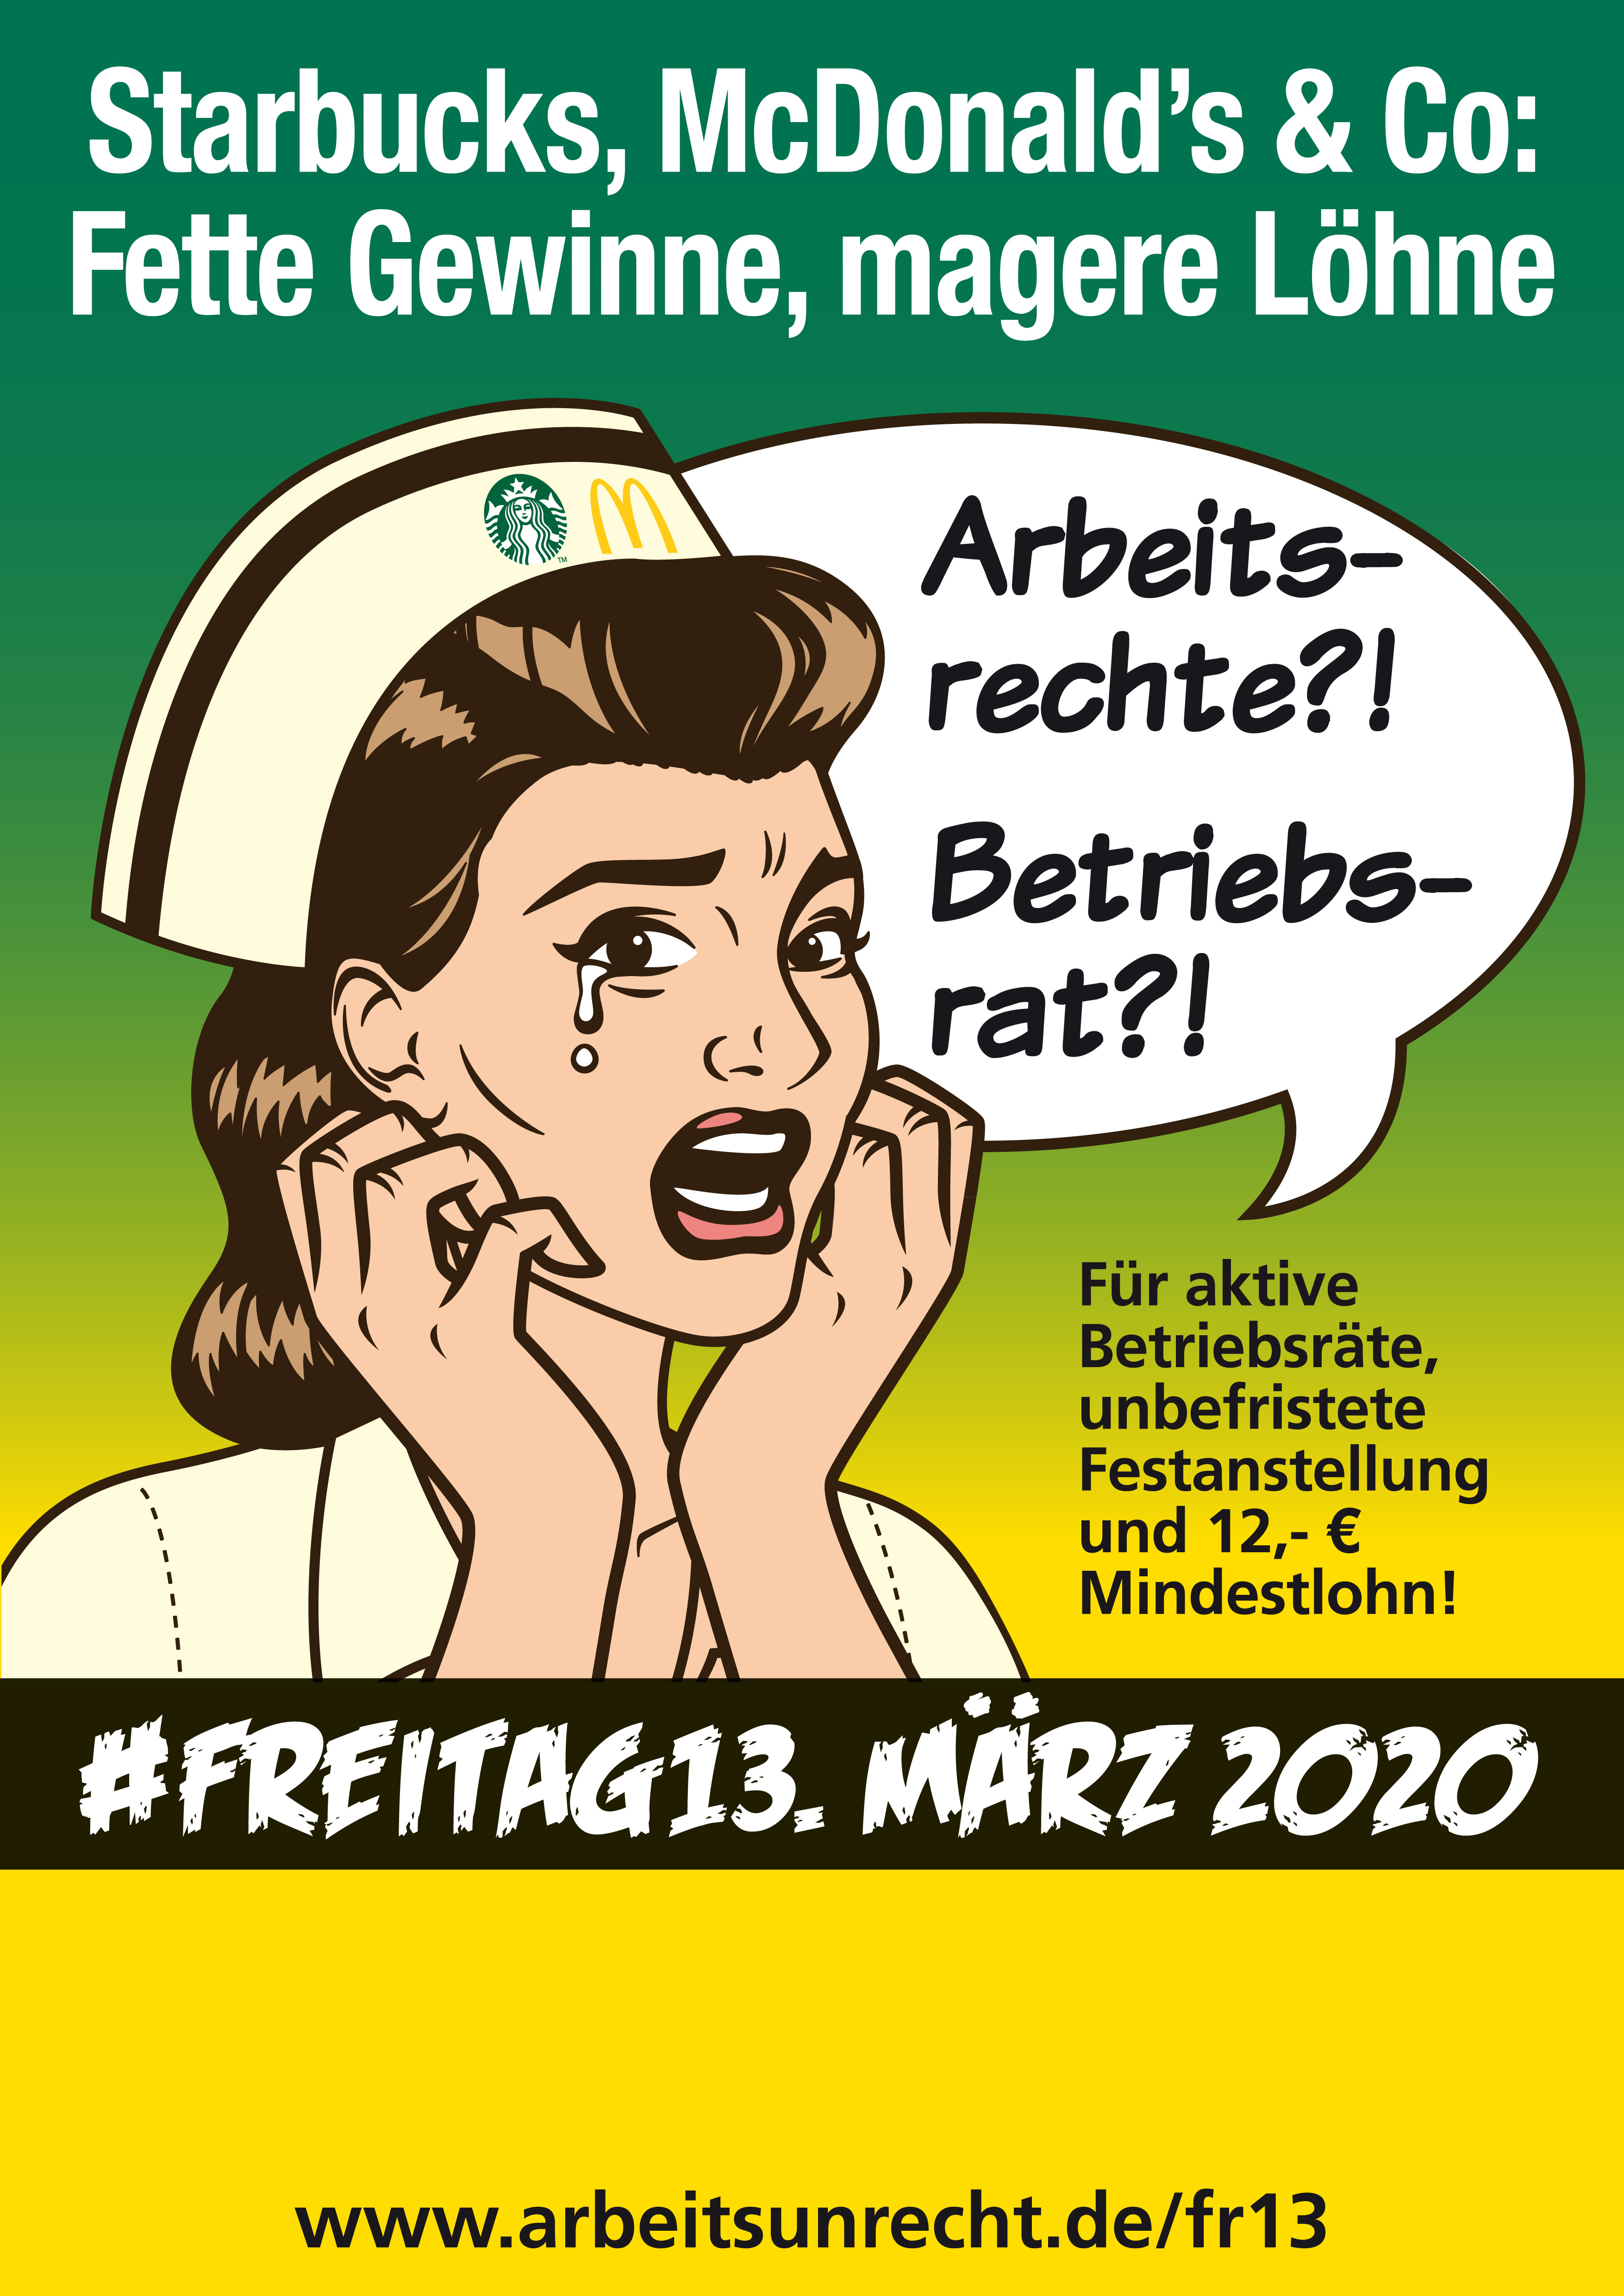 Starbucks, McDonald’s & Co:
Fette Gewinne, magere Löhne
TM
Arbeits-
rechte?!
Betriebs-
rat?!
Für aktive
Betriebsräte,
unbefristete
Festanstellung
und 12,- €
Mindestlohn!
#FREITAG13. MÄRZ 2020
www.arbeitsunrecht.de/fr13